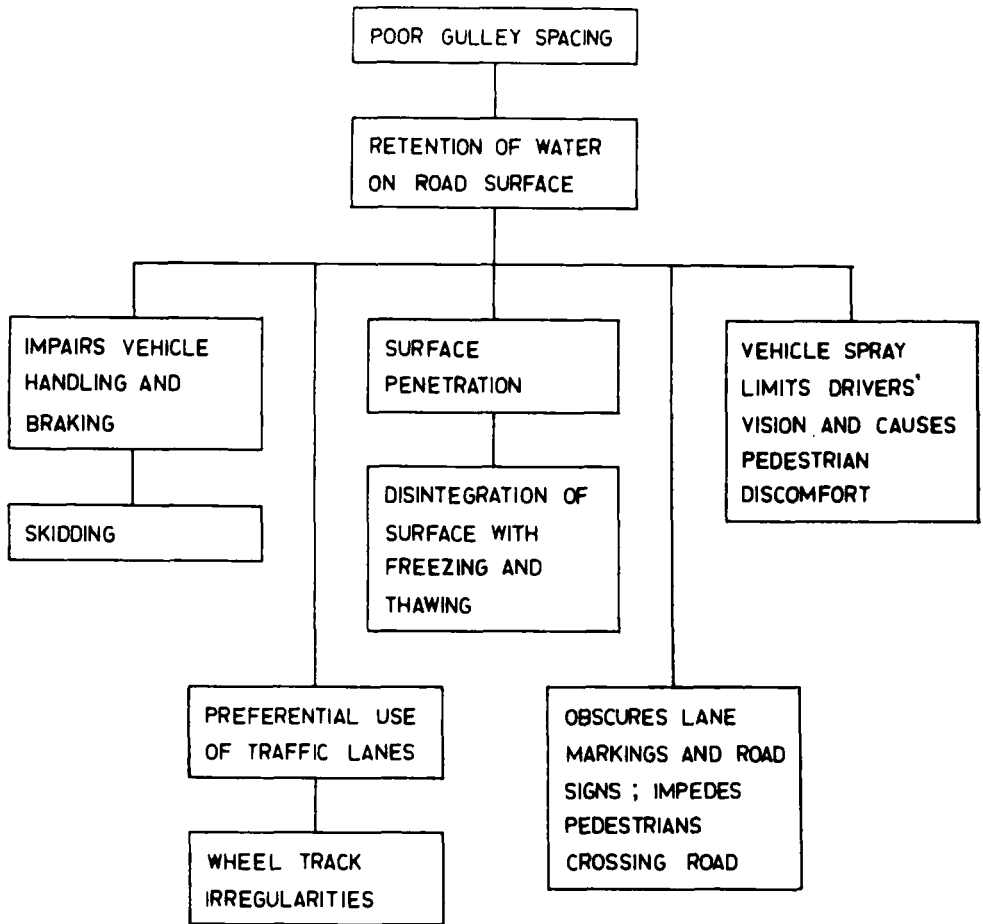 POOR GULLEY SPACING
RETENTION OF WATER
ON ROAD SURFACE
IMPAIRS VEHICLE
HANDLING AND
BRAKING
SKIDDING
SURFACE
PENETRATION
DISINTEGRATION OF
SURFACE WITH
FREEZING AND
THAWING
VEHICLE SPRAY
LIMITS DRIVERS'
VISION AND CAUSES
PEDESTRIAN
DISCOMFORT
PREFERENTIAL USE
OF TRAFFIC LANES
WHEEL TRACK
IRREGULARITIES
OBSCURES LANE
MARKINGS AND ROAD
SIGNS ; IMPEDES
PEDESTRIANS
CROSSING ROAD